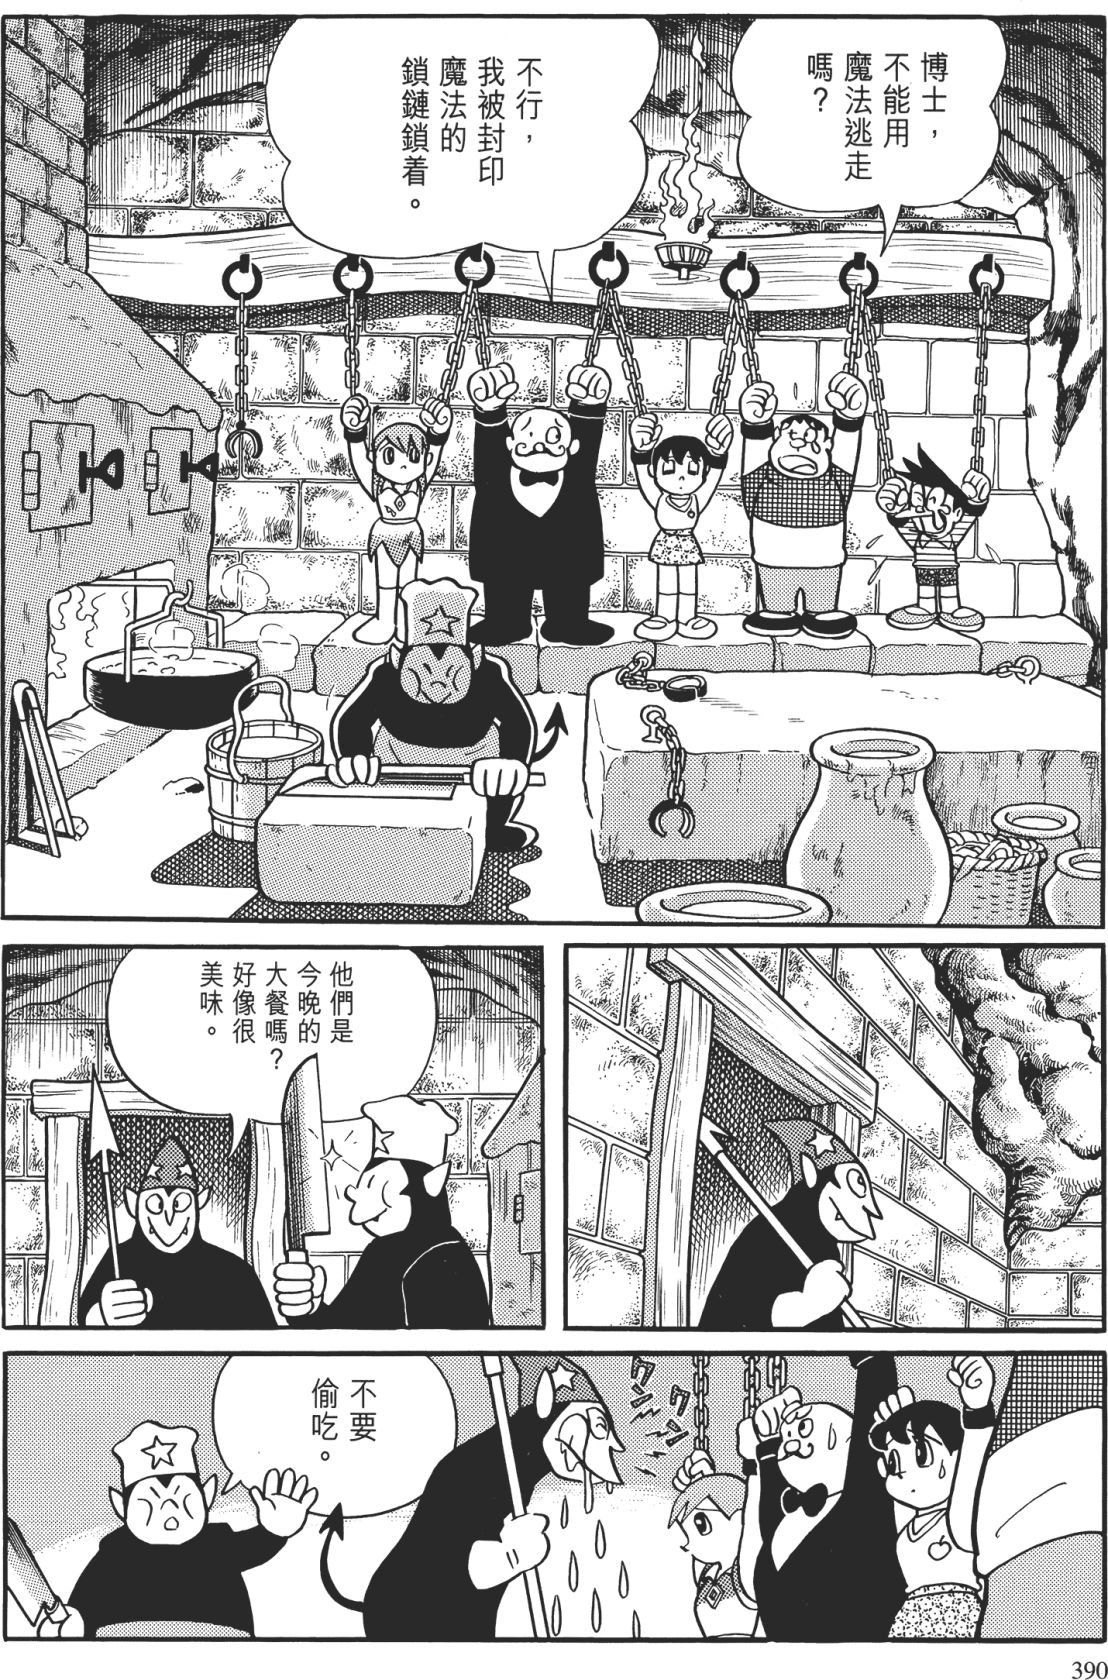 博士，
不能用
魔法逃走
嗎？
不行，
我被封印
魔法的
鎖鏈鎖着。
他們是
今晚的
大餐嗎？
好像很
美味。
クンクン
不要
偷吃。
390